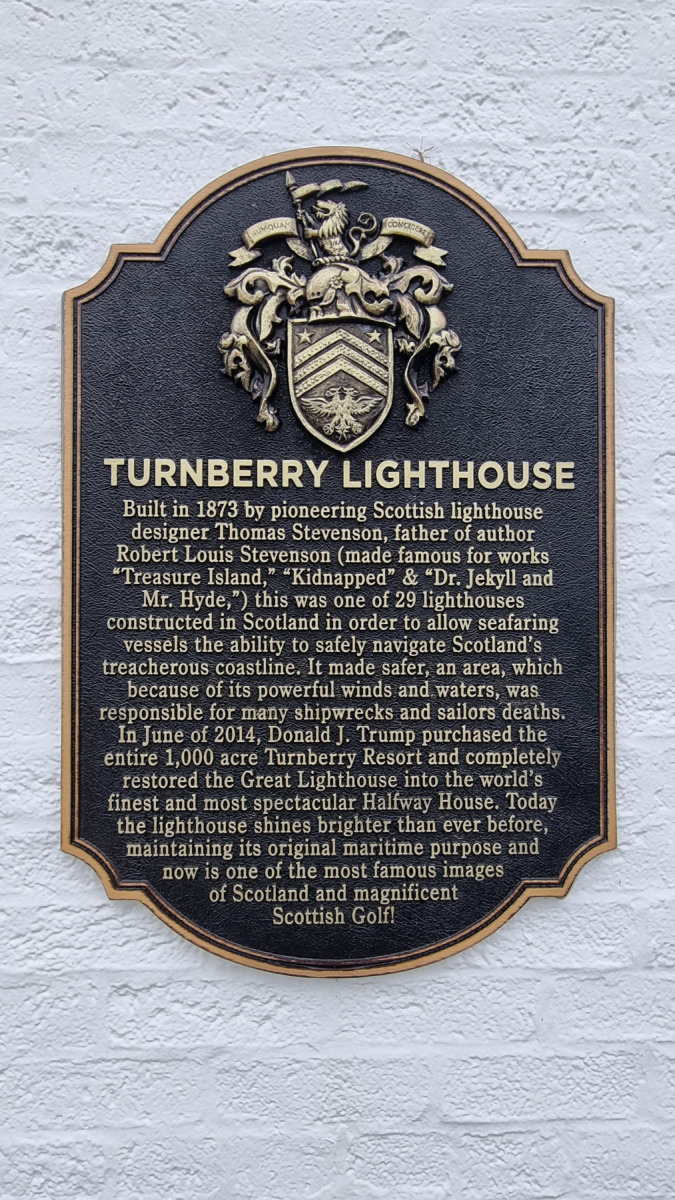 NUMQUAM CONCEDERE
TURNBERRY LIGHTHOUSE
Built in 1873 by pioneering Scottish lighthouse
designer Thomas Stevenson, father of author
Robert Louis Stevenson (made famous for works
“Treasure Island,” “Kidnapped” & “Dr. Jekyll and
Mr. Hyde,”) this was one of 29 lighthouses
constructed in Scotland in order to allow seafaring
vessels the ability to safely navigate Scotland’s
treacherous coastline. It made safer, an area, which
because of its powerful winds and waters, was
responsible for many shipwrecks and sailors deaths.
In June of 2014, Donald J. Trump purchased the
entire 1,000 acre Turnberry Resort and completely
restored the Great Lighthouse into the world’s
finest and most spectacular Halfway House. Today
the lighthouse shines brighter than ever before,
maintaining its original maritime purpose and
now is one of the most famous images
of Scotland and magnificent
Scottish Golf!